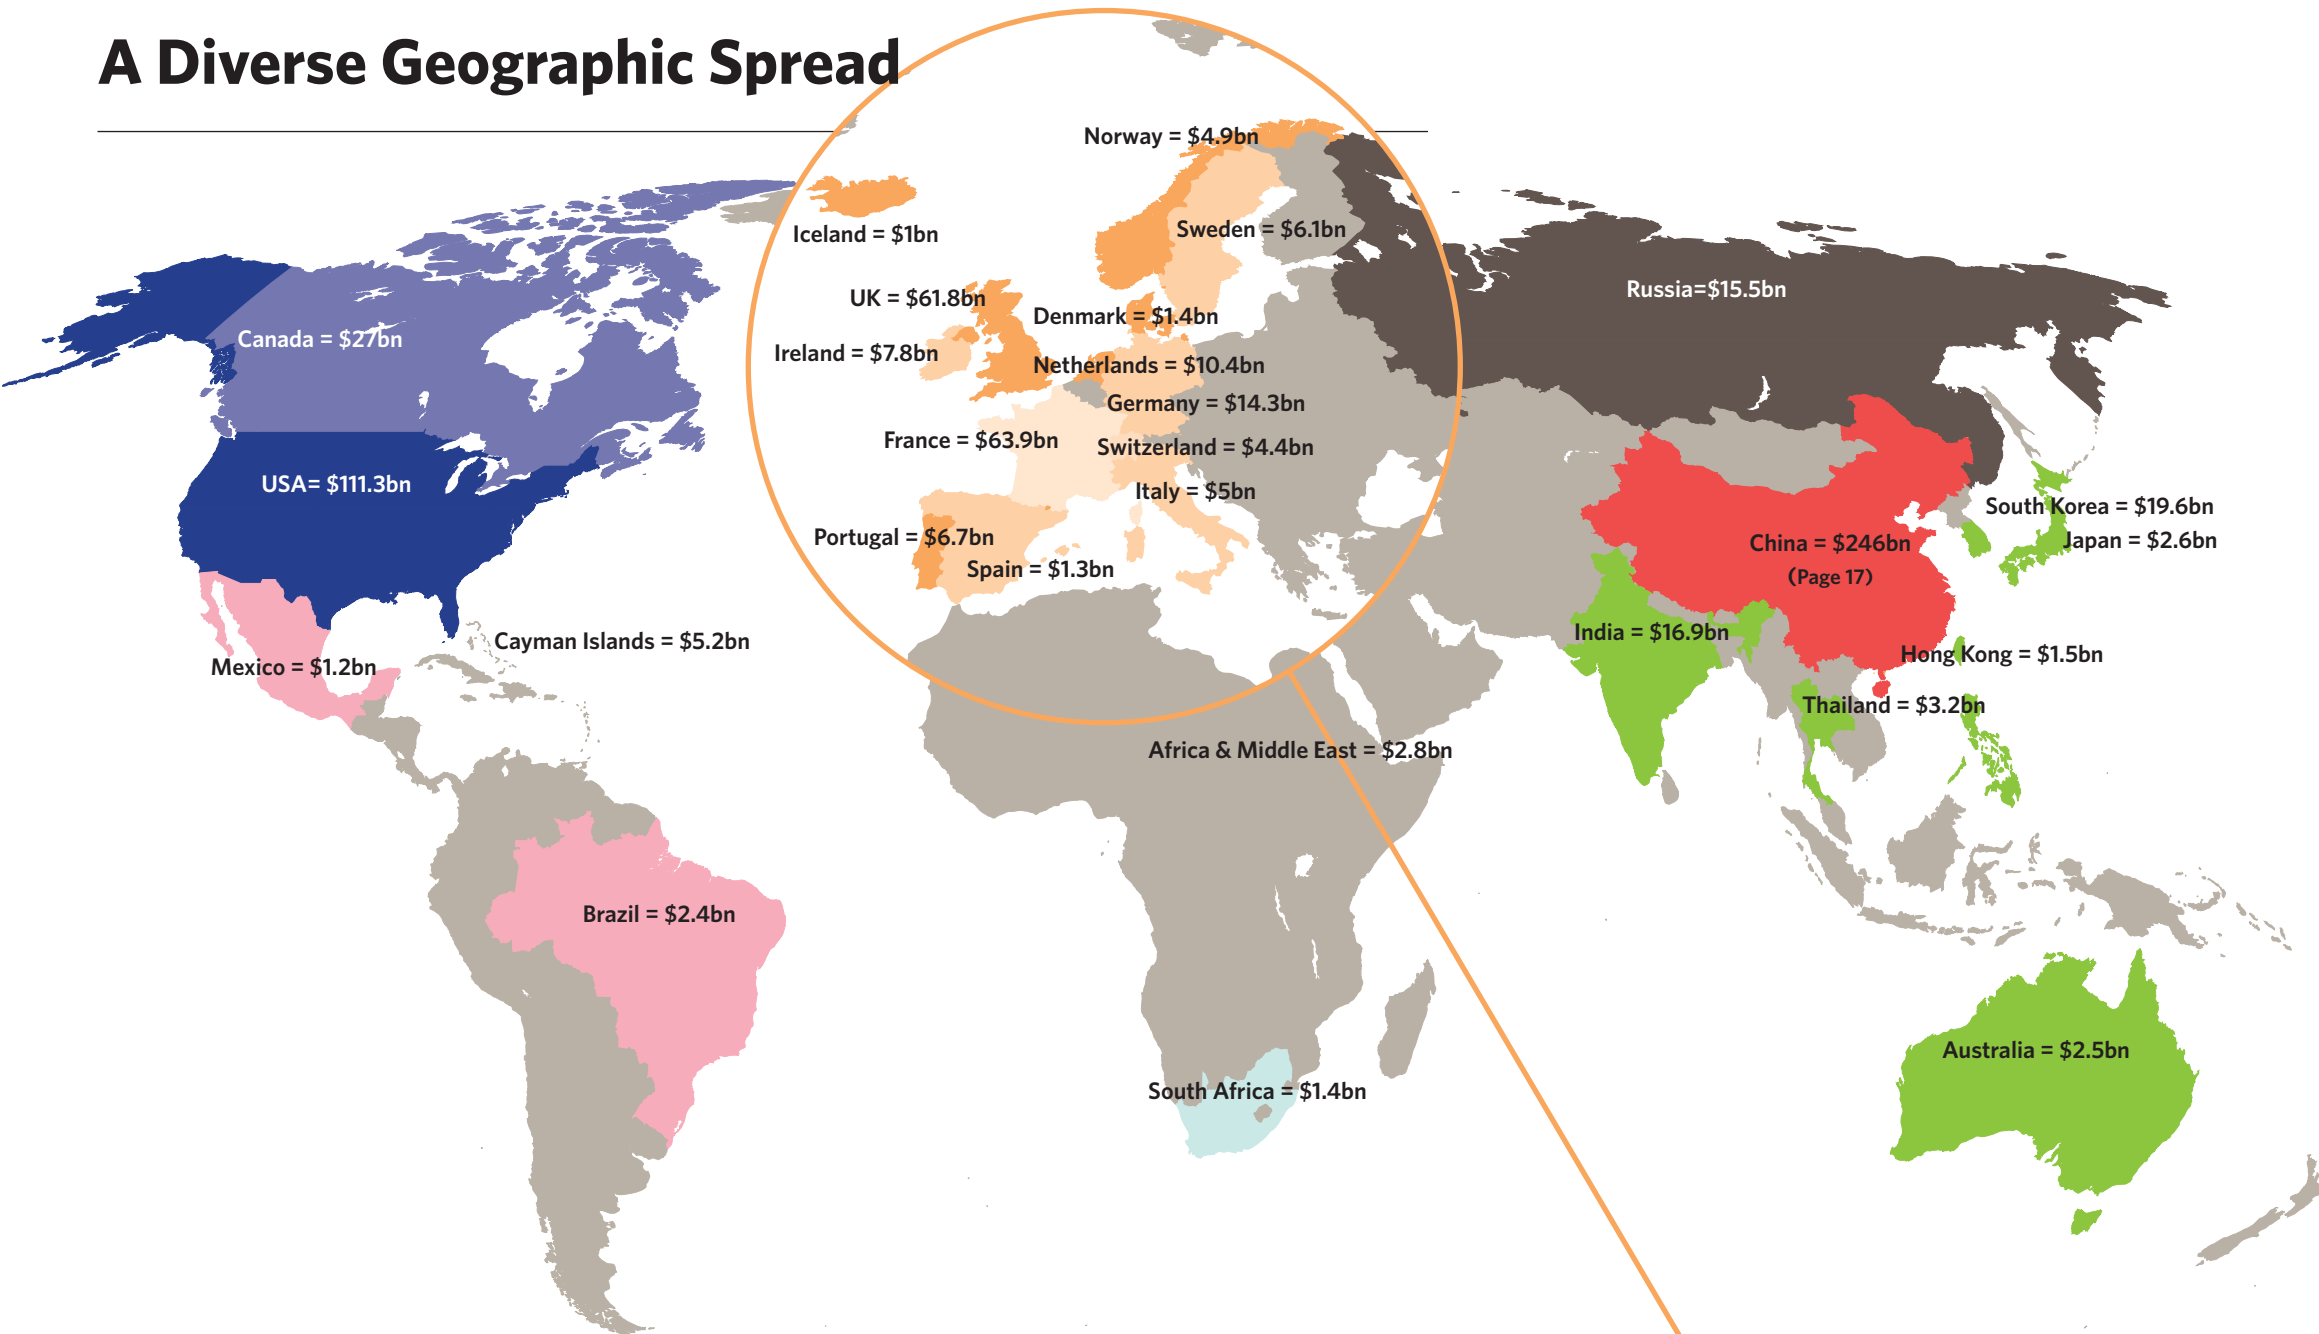 A Diverse Geographic Spread
Norway = $4.9bn
Iceland = $1bn
Sweden = $6.1bn
UK = $61.8bn
Denmark = $1.4bn
Ireland = $7.8bn
Netherlands = $10.4bn
Germany = $14.3bn
France = $63.9bn
Switzerland = $4.4bn
Italy = $5bn
Portugal = $6.7bn
Spain = $1.3bn
Russia=$15.5bn
Canada = $27bn
USA= $111.3bn
Cayman Islands = $5.2bn
Mexico = $1.2bn
South Korea = $19.6bn
Japan = $2.6bn
China = $246bn
(Page 17)
India = $16.9bn
Hong Kong = $1.5bn
Thailand = $3.2bn
Africa & Middle East = $2.8bn
Brazil = $2.4bn
Australia = $2.5bn
South Africa = $1.4bn